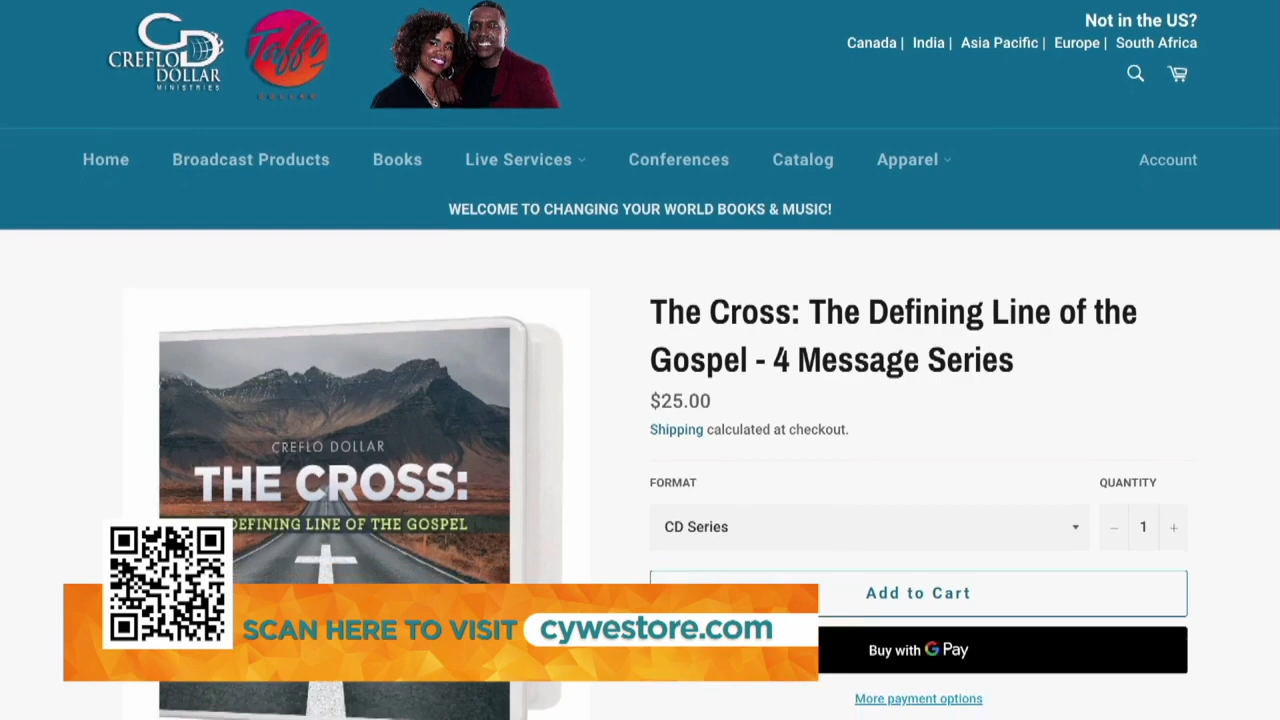 CREFLO
DOLLAR
MINISTRIES
Taffi
DOLLAR
Not in the US?
Canada | India | Asia Pacific | Europe | South Africa
Home Broadcast Products Books Live Services Conferences Catalog Apparel Account
WELCOME TO CHANGING YOUR WORLD BOOKS & MUSIC!
The Cross: The Defining Line of the
Gospel - 4 Message Series
$25.00
Shipping calculated at checkout.
FORMAT QUANTITY
CD Series − 1 +
Add to Cart
Buy with G Pay
More payment options
CREFLO DOLLAR
THE CROSS:
DEFINING LINE OF THE GOSPEL
SCAN HERE TO VISIT cywestore.com